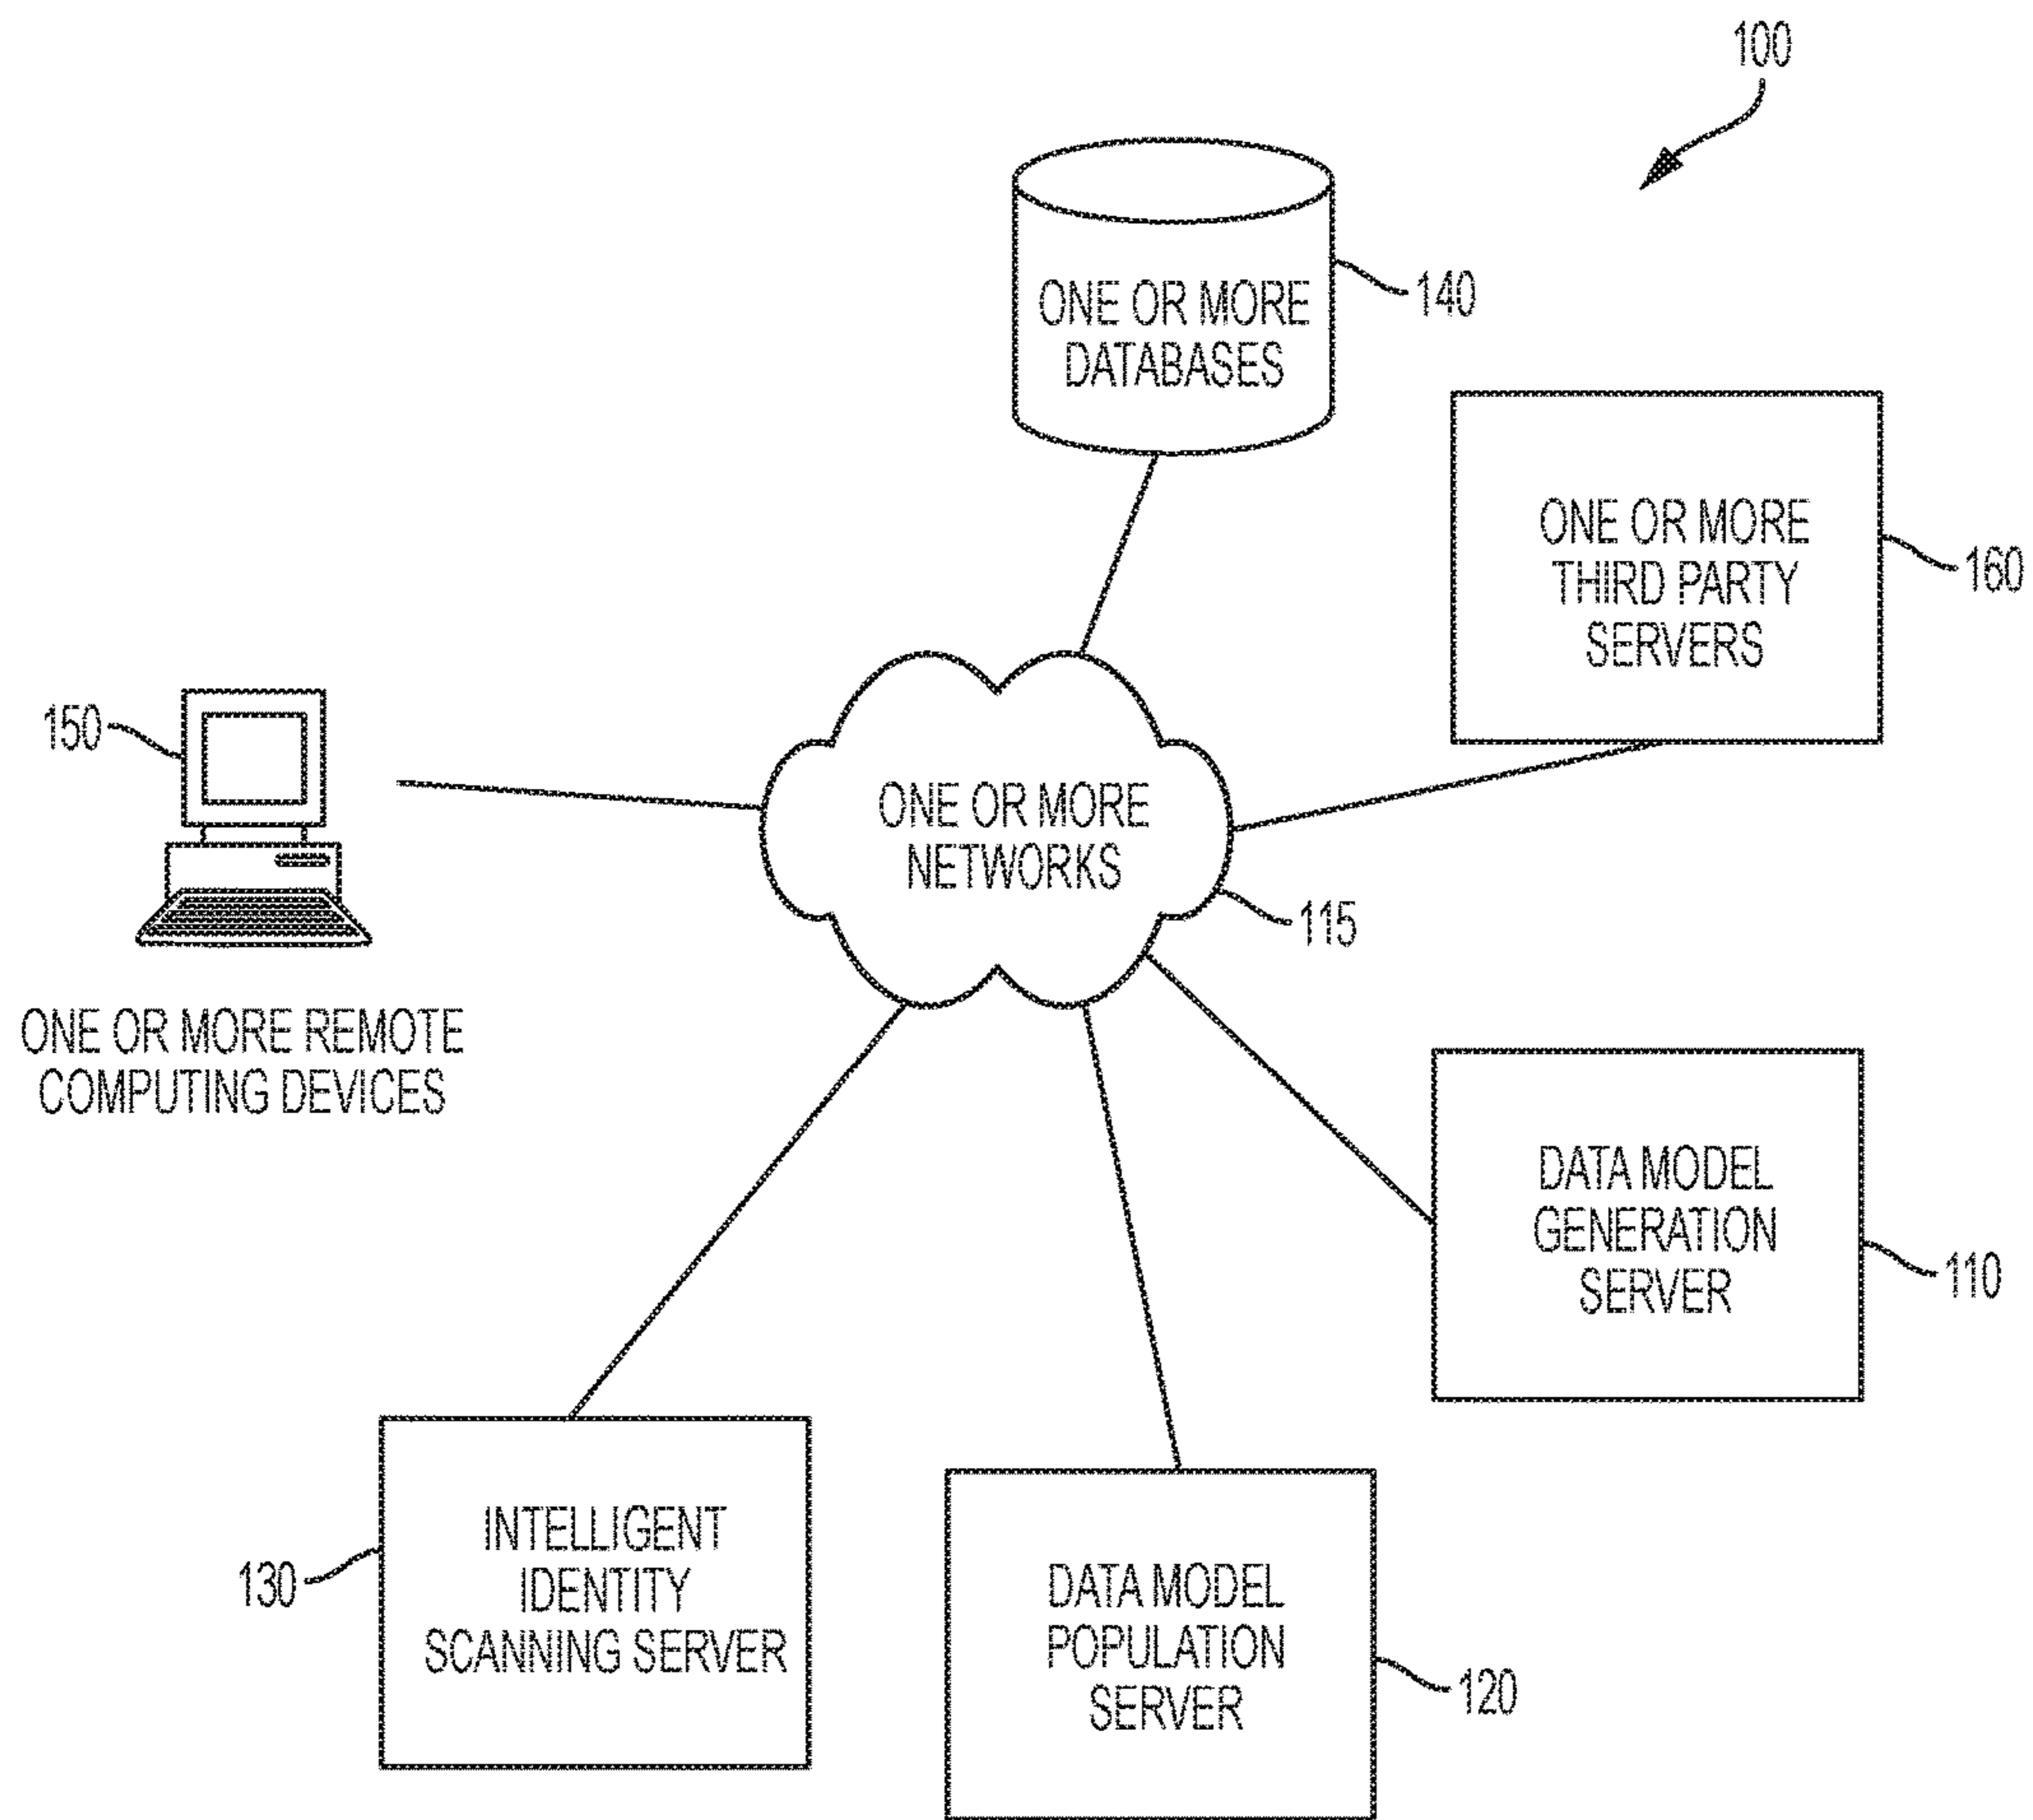 100
ONE OR MORE
DATABASES
140
ONE OR MORE
THIRD PARTY
SERVERS
160
150
ONE OR MORE
NETWORKS
115
ONE OR MORE REMOTE
COMPUTING DEVICES
DATA MODEL
GENERATION
SERVER
110
INTELLIGENT
IDENTITY
SCANNING SERVER
130
DATA MODEL
POPULATION
SERVER
120